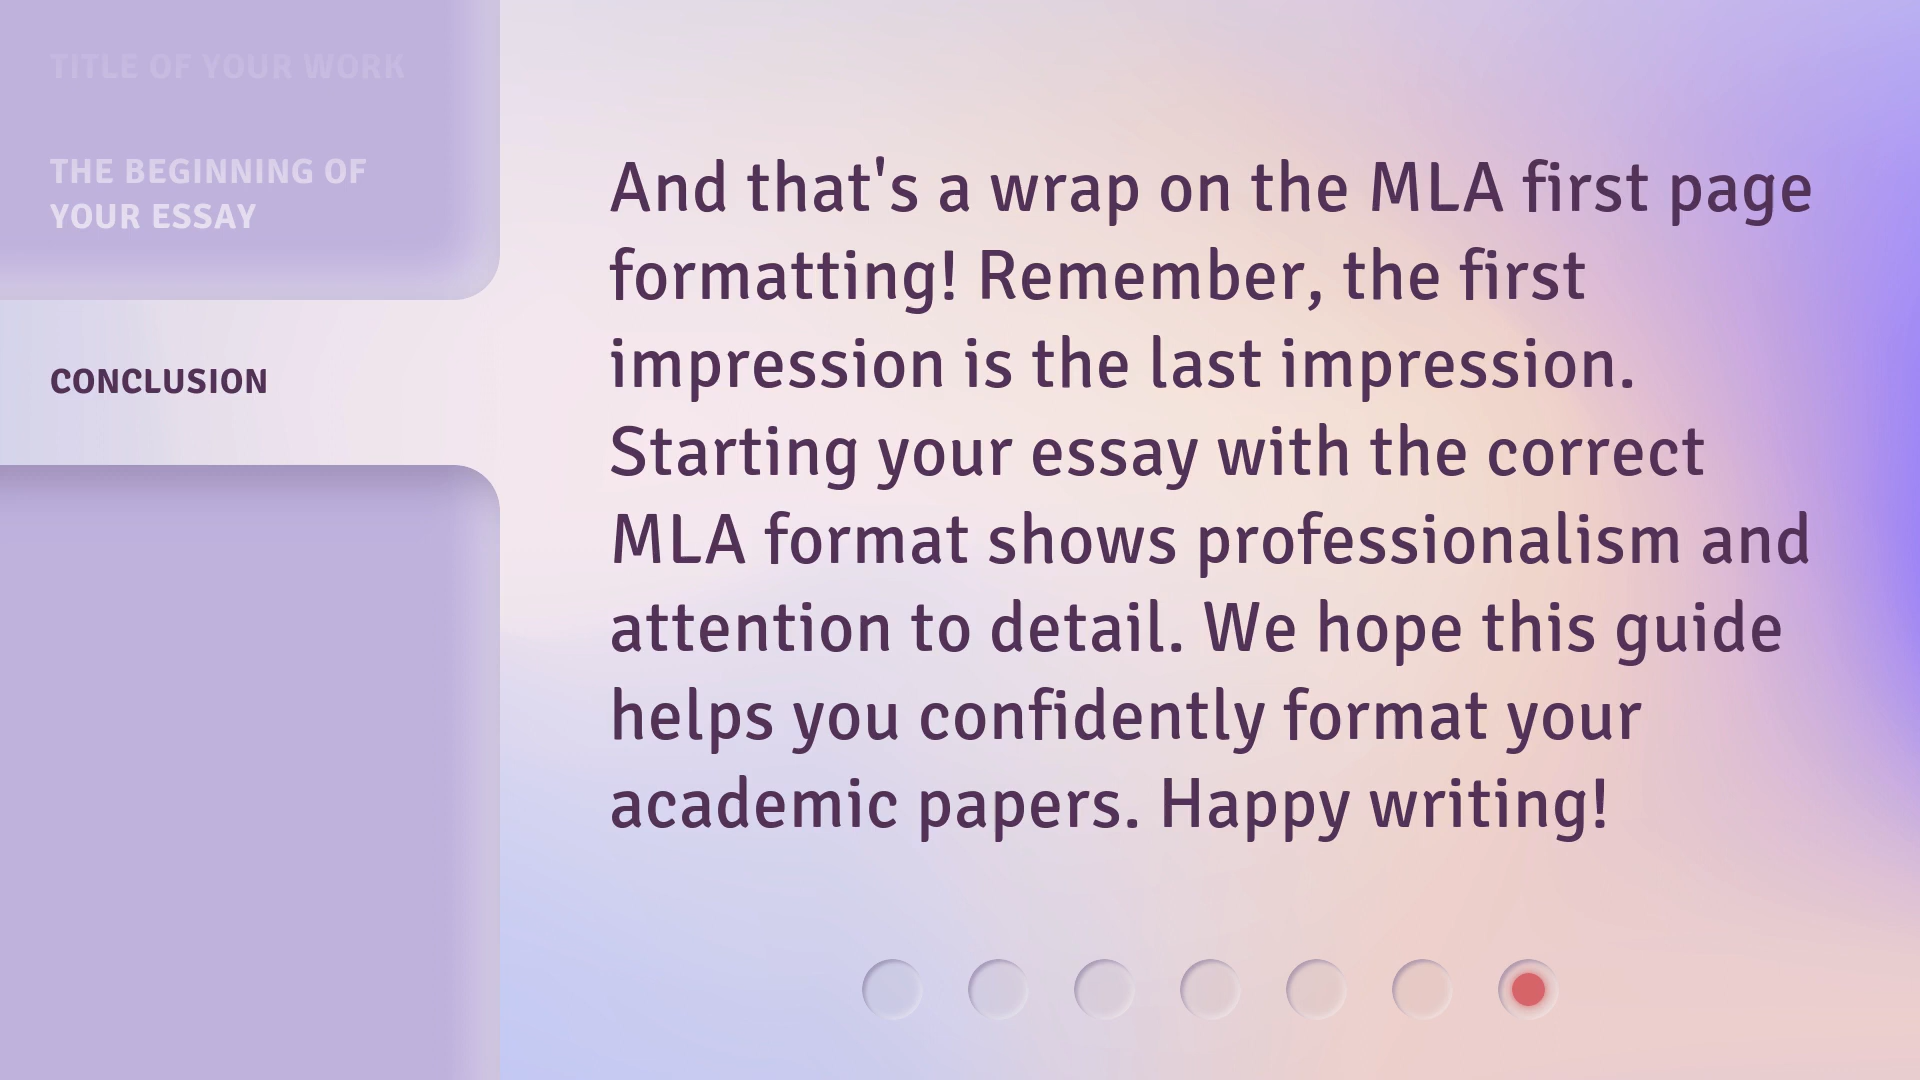 TITLE OF YOUR WORK
THE BEGINNING OF
YOUR ESSAY
CONCLUSION
And that's a wrap on the MLA first page
formatting! Remember, the first
impression is the last impression.
Starting your essay with the correct
MLA format shows professionalism and
attention to detail. We hope this guide
helps you confidently format your
academic papers. Happy writing!